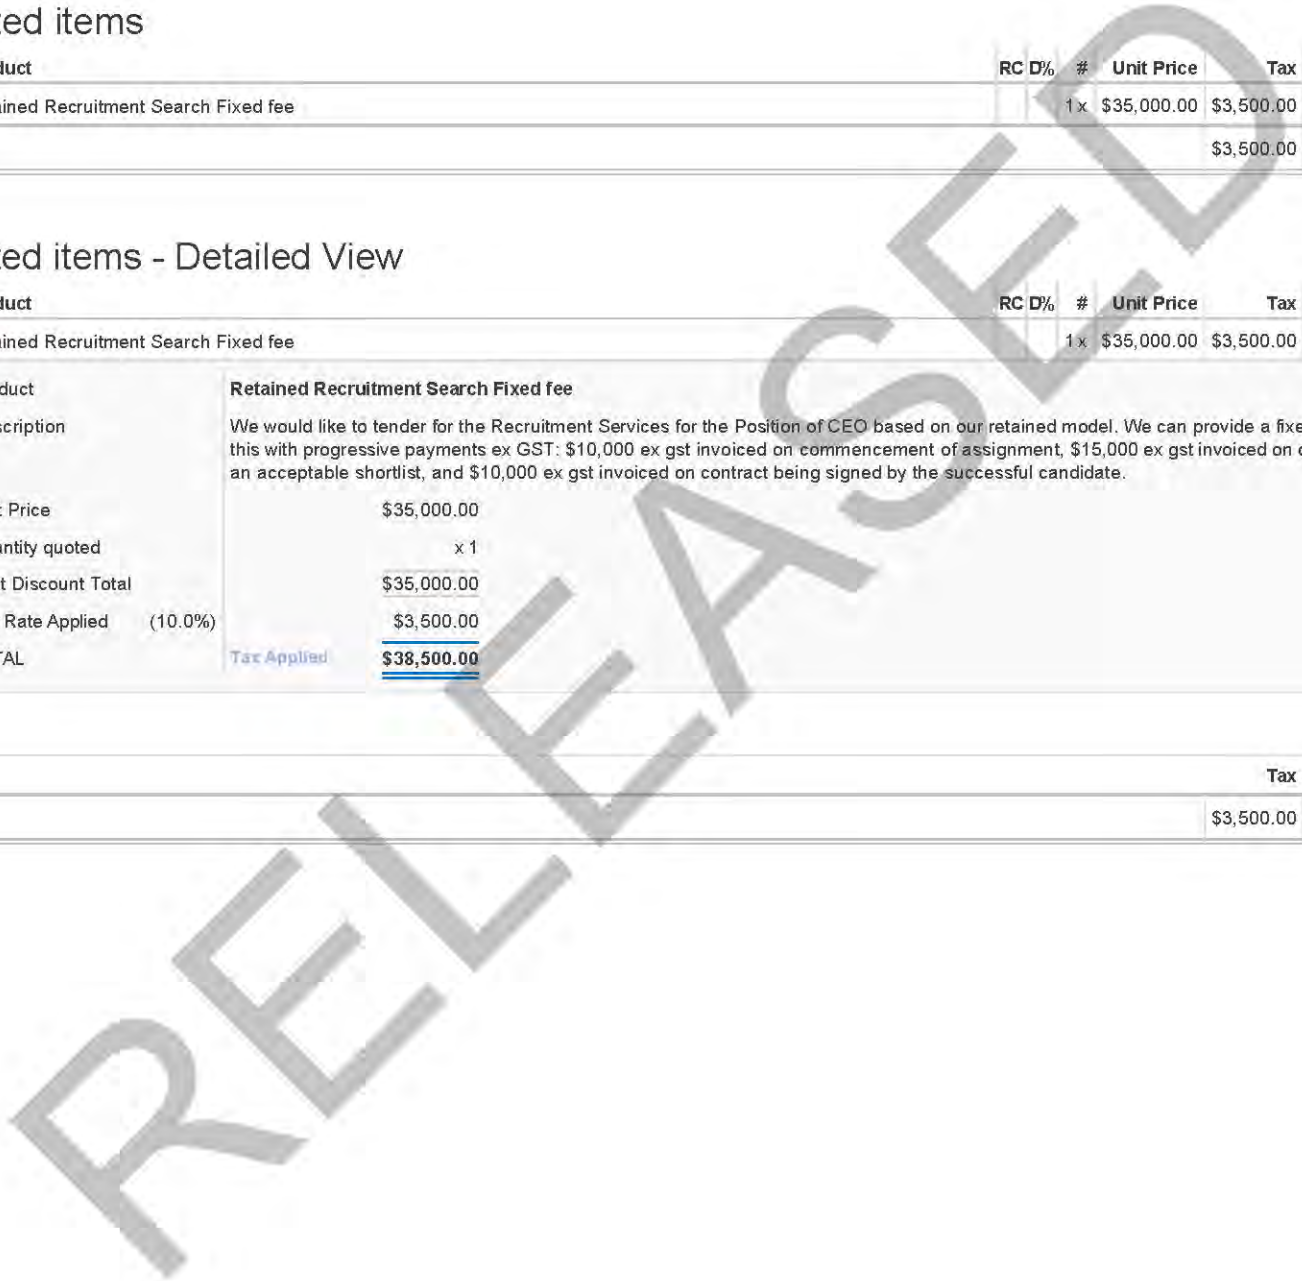 ted items
duct RC D% # Unit Price Tax
ained Recruitment Search Fixed fee 1 x $35,000.00 $3,500.00
$3,500.00
ted items - Detailed View
duct RC D% # Unit Price Tax
ained Recruitment Search Fixed fee 1 x $35,000.00 $3,500.00
duct Retained Recruitment Search Fixed fee
scription We would like to tender for the Recruitment Services for the Position of CEO based on our retained model. We can provide a fixe
this with progressive payments ex GST: $10,000 ex gst invoiced on commencement of assignment, $15,000 ex gst invoiced on
an acceptable shortlist, and $10,000 ex gst invoiced on contract being signed by the successful candidate.
t Price $35,000.00
antity quoted x 1
t Discount Total $35,000.00
Rate Applied (10.0%) $3,500.00
TAL Tax Applied $38,500.00
Tax
$3,500.00
RELEASED